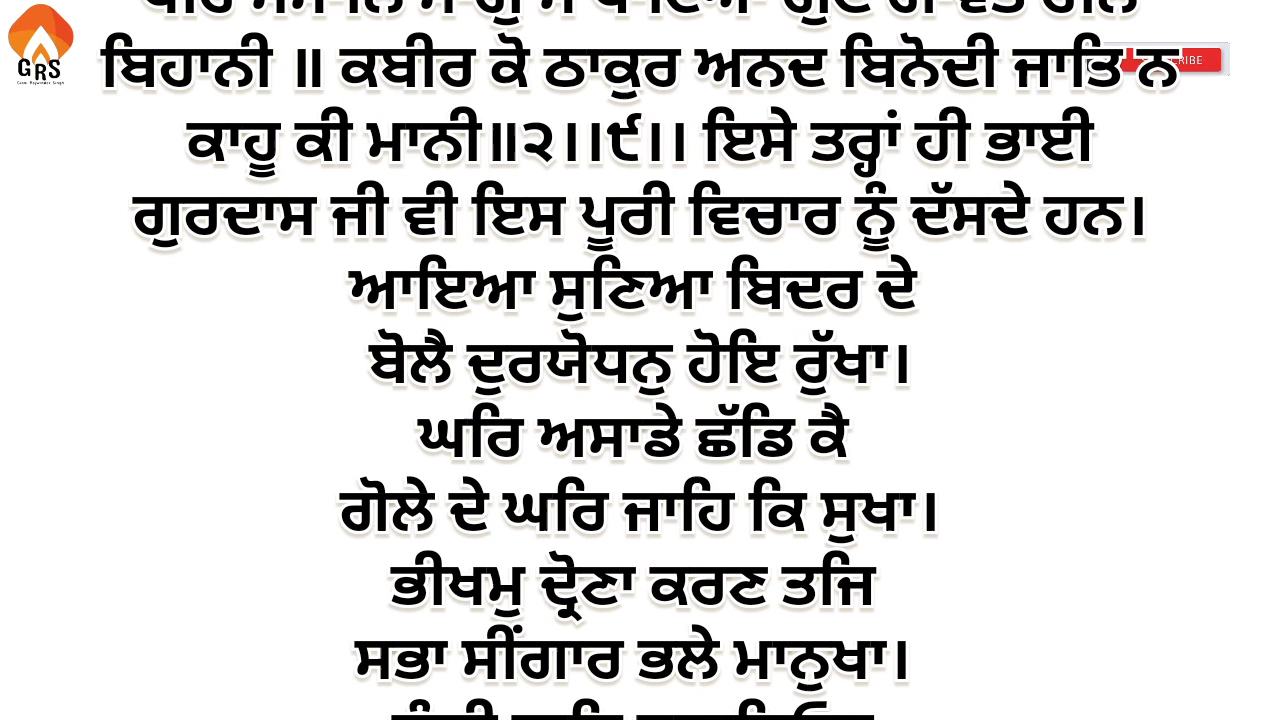 GRS
ਬਿਹਾਨੀ ॥ ਕਬੀਰ ਕੋ ਠਾਕੁਰ ਅਨਦ ਬਿਨੋਦੀ ਜਾਤਿ ਨ
ਕਾਹੂ ਕੀ ਮਾਨੀ॥੨।।੯।। ਇਸੇ ਤਰ੍ਹਾਂ ਹੀ ਭਾਈ
ਗੁਰਦਾਸ ਜੀ ਵੀ ਇਸ ਪੂਰੀ ਵਿਚਾਰ ਨੂੰ ਦੱਸਦੇ ਹਨ।
ਆਇਆ ਸੁਣਿਆ ਬਿਦਰ ਦੇ
ਬੋਲੈ ਦੁਰਯੋਧਨੁ ਹੋਇ ਰੁੱਖਾ।
ਘਰਿ ਅਸਾਡੇ ਛੱਡਿ ਕੈ
ਗੋਲੇ ਦੇ ਘਰਿ ਜਾਹਿ ਕਿ ਸੁਖਾ।
ਭੀਖਮੁ ਦ੍ਰੋਣਾ ਕਰਣ ਤਜਿ
ਸਭਾ ਸੀਂਗਾਰ ਭਲੇ ਮਾਨੁਖਾ।